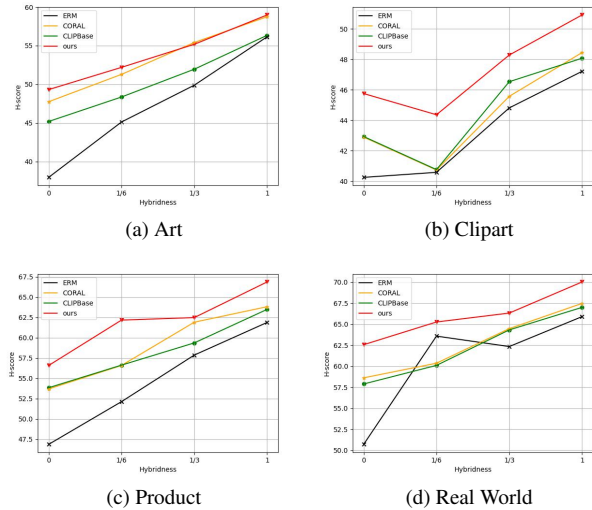 ERM
CORAL
CLIPBase
ours
H-score
60
55
50
45
40
0 1/6 1/3 1
Hybridness
(a) Art
ERM
CORAL
CLIPBase
ours
H-score
50
48
46
44
42
40
0 1/6 1/3 1
Hybridness
(b) Clipart
ERM
CORAL
CLIPBase
ours
H-score
67.5
65.0
62.5
60.0
57.5
55.0
52.5
50.0
47.5
0 1/6 1/3 1
Hybridness
(c) Product
ERM
CORAL
CLIPBase
ours
H-score
70.0
67.5
65.0
62.5
60.0
57.5
55.0
52.5
50.0
0 1/6 1/3 1
Hybridness
(d) Real World